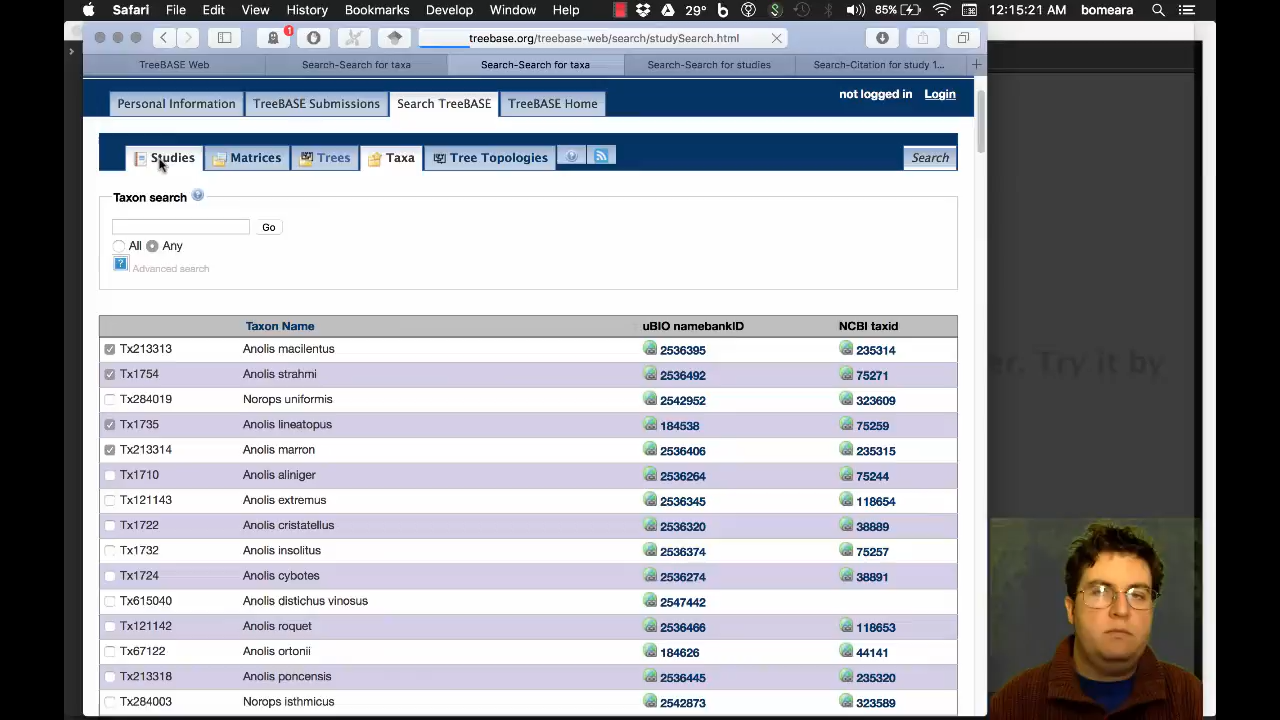 Safari File Edit View History Bookmarks Develop Window Help 29° 85% 12:15:21 AM bomeara
1 treebase.org/treebase-web/search/studySearch.html
TreeBASE Web Search-Search for taxa Search-Search for taxa Search-Search for studies Search-Citation for study 1...
Personal Information TreeBASE Submissions Search TreeBASE TreeBASE Home not logged in Login
Studies Matrices Trees Taxa Tree Topologies Search
Taxon search
Go
All Any
Advanced search
Taxon Name uBIO namebankID NCBI taxid
Tx213313 Anolis macilentus 2536395 235314
Tx1754 Anolis strahmi 2536492 75271
Tx284019 Norops uniformis 2542952 323609
Tx1735 Anolis lineatopus 184538 75259
Tx213314 Anolis marron 2536406 235315
Tx1710 Anolis aliniger 2536264 75244
Tx121143 Anolis extremus 2536345 118654
Tx1722 Anolis cristatellus 2536320 38889
Tx1732 Anolis insolitus 2536374 75257
Tx1724 Anolis cybotes 2536274 38891
Tx615040 Anolis distichus vinosus 2547442
Tx121142 Anolis roquet 2536466 118653
Tx67122 Anolis ortonii 184626 44141
Tx213318 Anolis poncensis 2536445 235320
Tx284003 Norops isthmicus 2542873 323589
er. Try it by